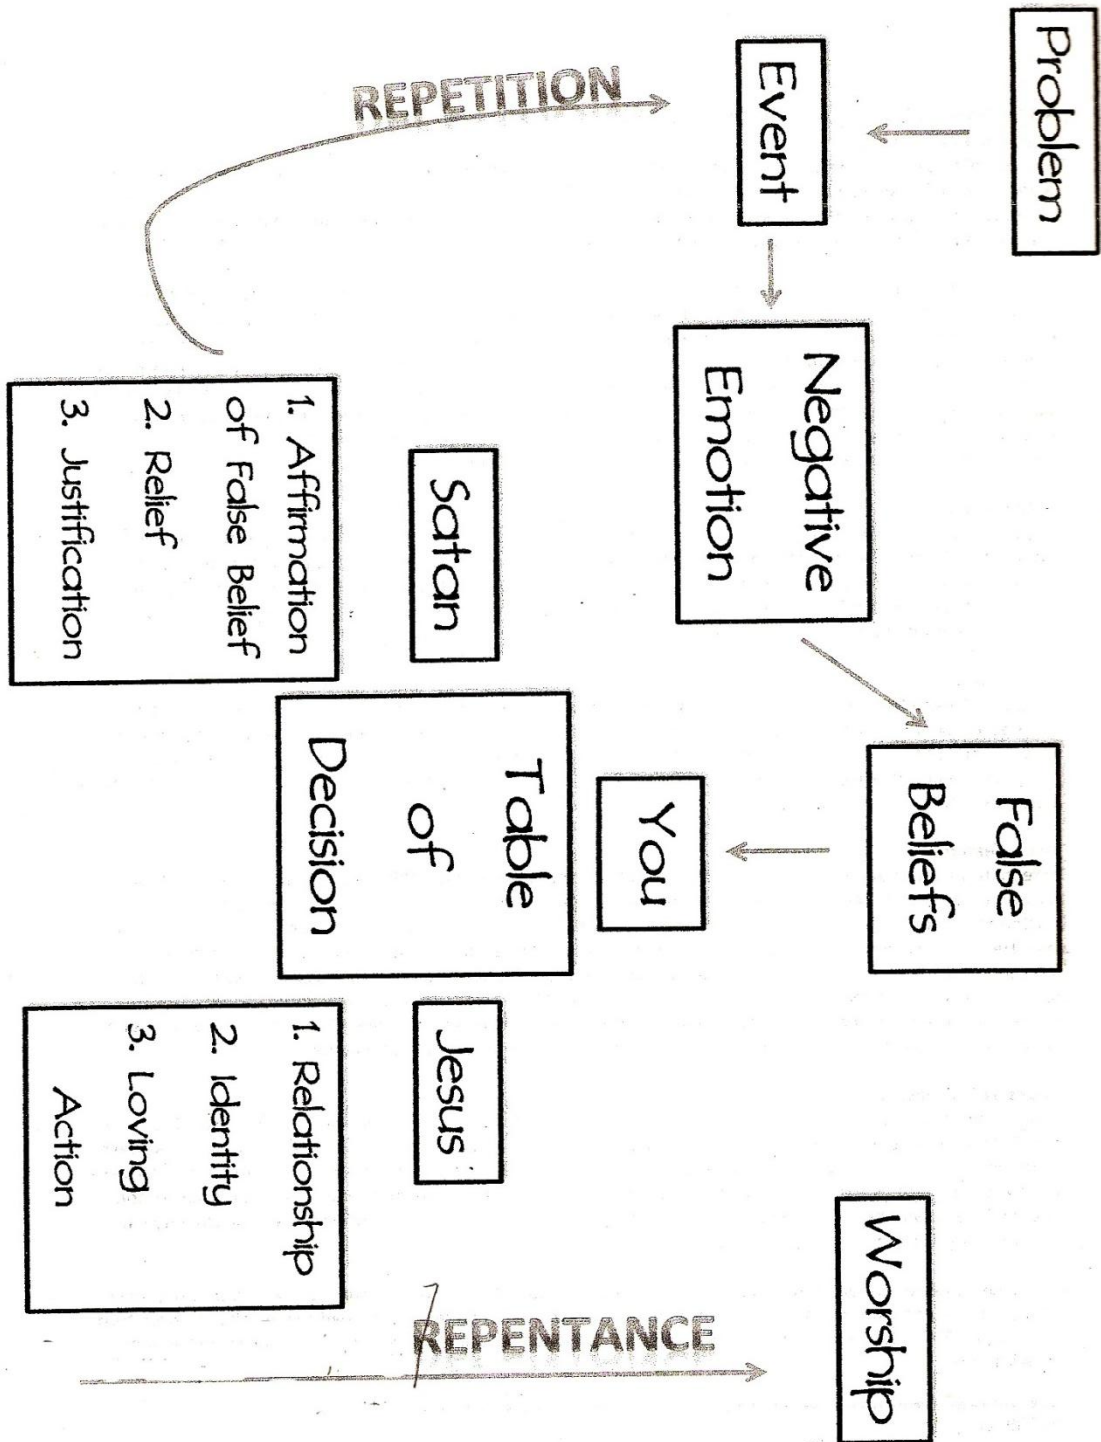 Problem
Event
Negative
Emotion
False
Beliefs
You
Table
of
Decision
Satan
1. Affirmation
of False Belief
2. Relief
3. Justification
REPETITION
Jesus
1. Relationship
2. Identity
3. Loving
Action
REPENTANCE
Worship